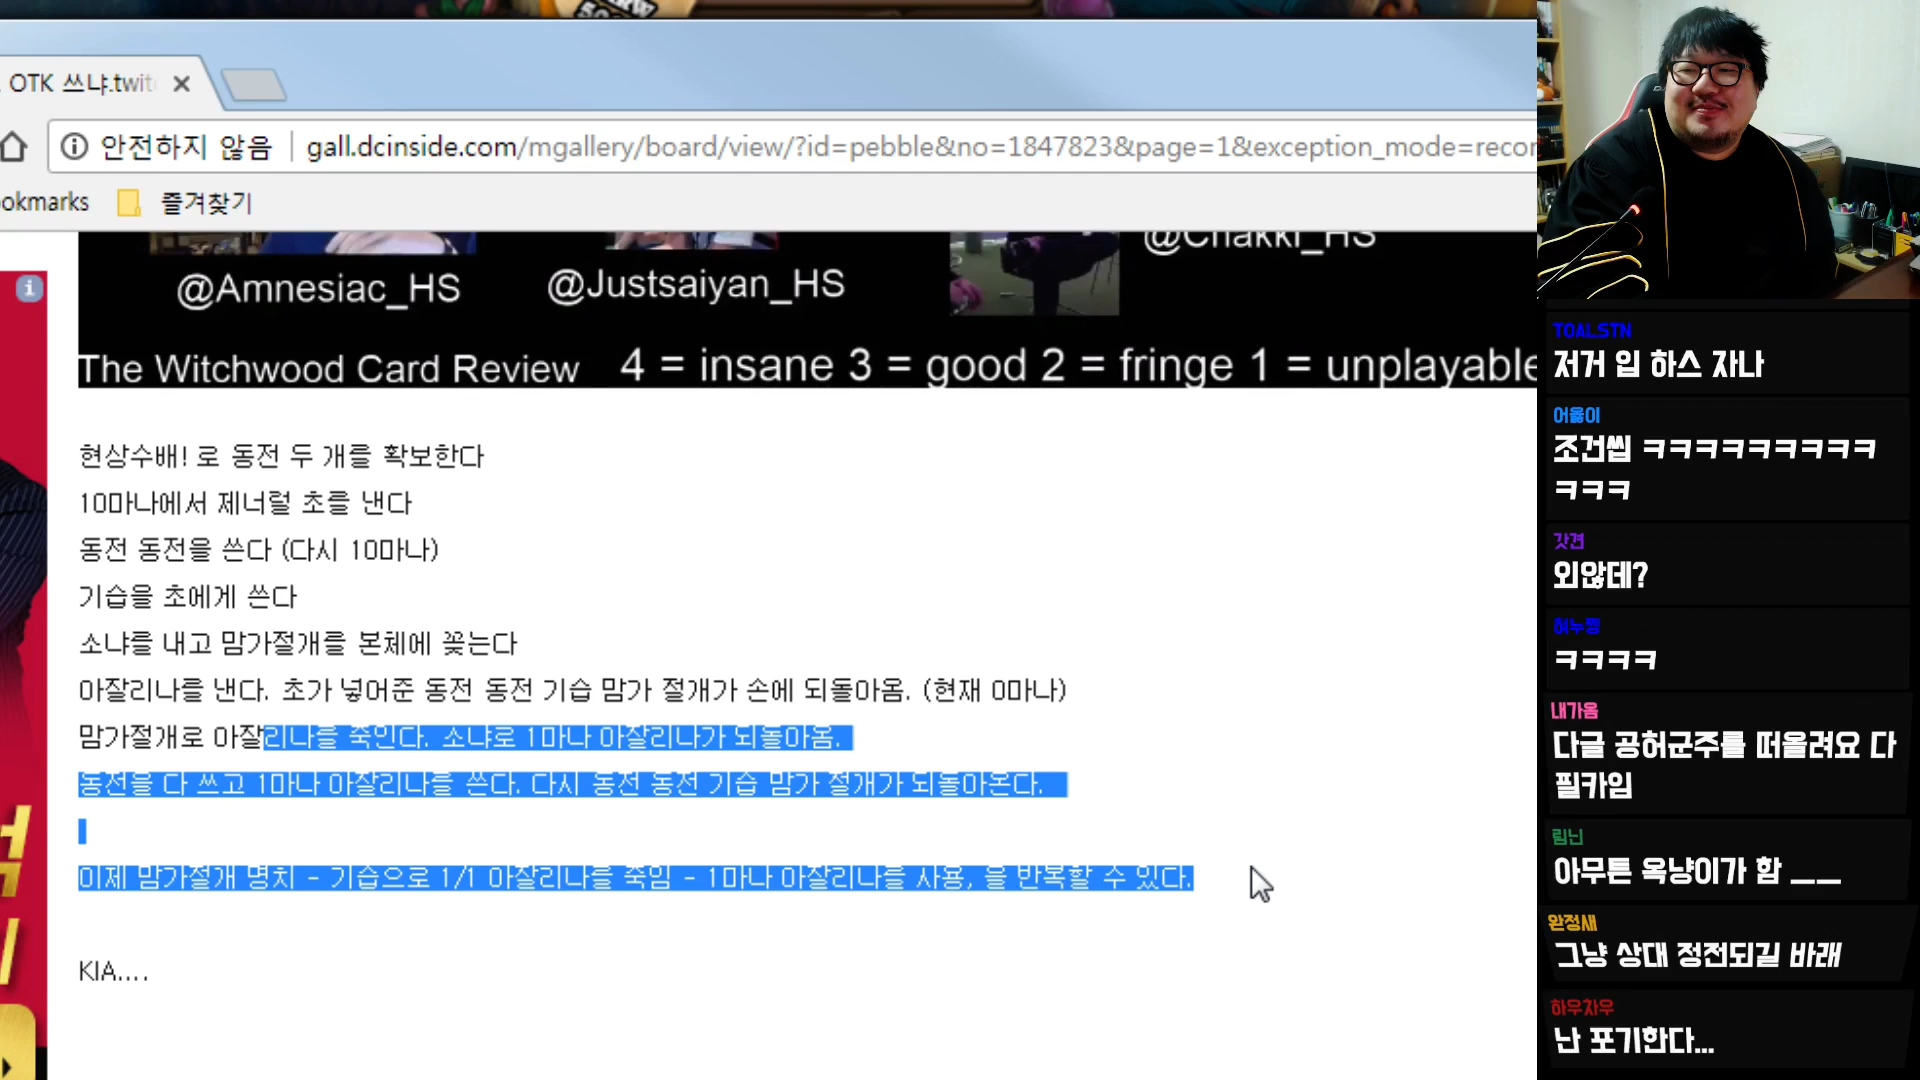 OTK 쓰냐.twit
안전하지 않음 gall.dcinside.com/mgallery/board/view/?id=pebble&no=1847823&page=1&exception_mode=recor
okmarks 즐겨찾기
@Amnesiac_HS @Justsaiyan_HS @Chakki_HS
The Witchwood Card Review 4 = insane 3 = good 2 = fringe 1 = unplayable
현상수배! 로 동전 두 개를 확보한다
10마나에서 제너럴 초를 낸다
동전 동전을 쓴다 (다시 10마나)
기습을 초에게 쓴다
소냐를 내고 맘가절개를 본체에 꽂는다
아잘리나를 낸다. 초가 넣어준 동전 동전 기습 맘가 절개가 손에 되돌아옴. (현재 0마나)
맘가절개로 아잘리나를 죽인다. 소냐로 1마나 아잘리나가 되돌아옴.
동전을 다 쓰고 1마나 아잘리나를 쓴다. 다시 동전 동전 기습 맘가 절개가 되돌아온다.
이제 맘가절개 명치 - 기습으로 1/1 아잘리나를 죽임 - 1마나 아잘리나를 사용, 을 반복할 수 있다.
KIA....
TOALSTN
저거 입 하스 자나
어옳이
조건씹 ㅋㅋㅋㅋㅋㅋㅋㅋㅋ
ㅋㅋㅋ
갓견
외않데?
허누찡
ㅋㅋㅋㅋ
내가옴
다글 공허군주를 떠올려요 다
필카임
림닌
아무튼 옥냥이가 함 ㅡㅡ
완정새
그냥 상대 정전되길 바래
하우차우
난 포기한다...